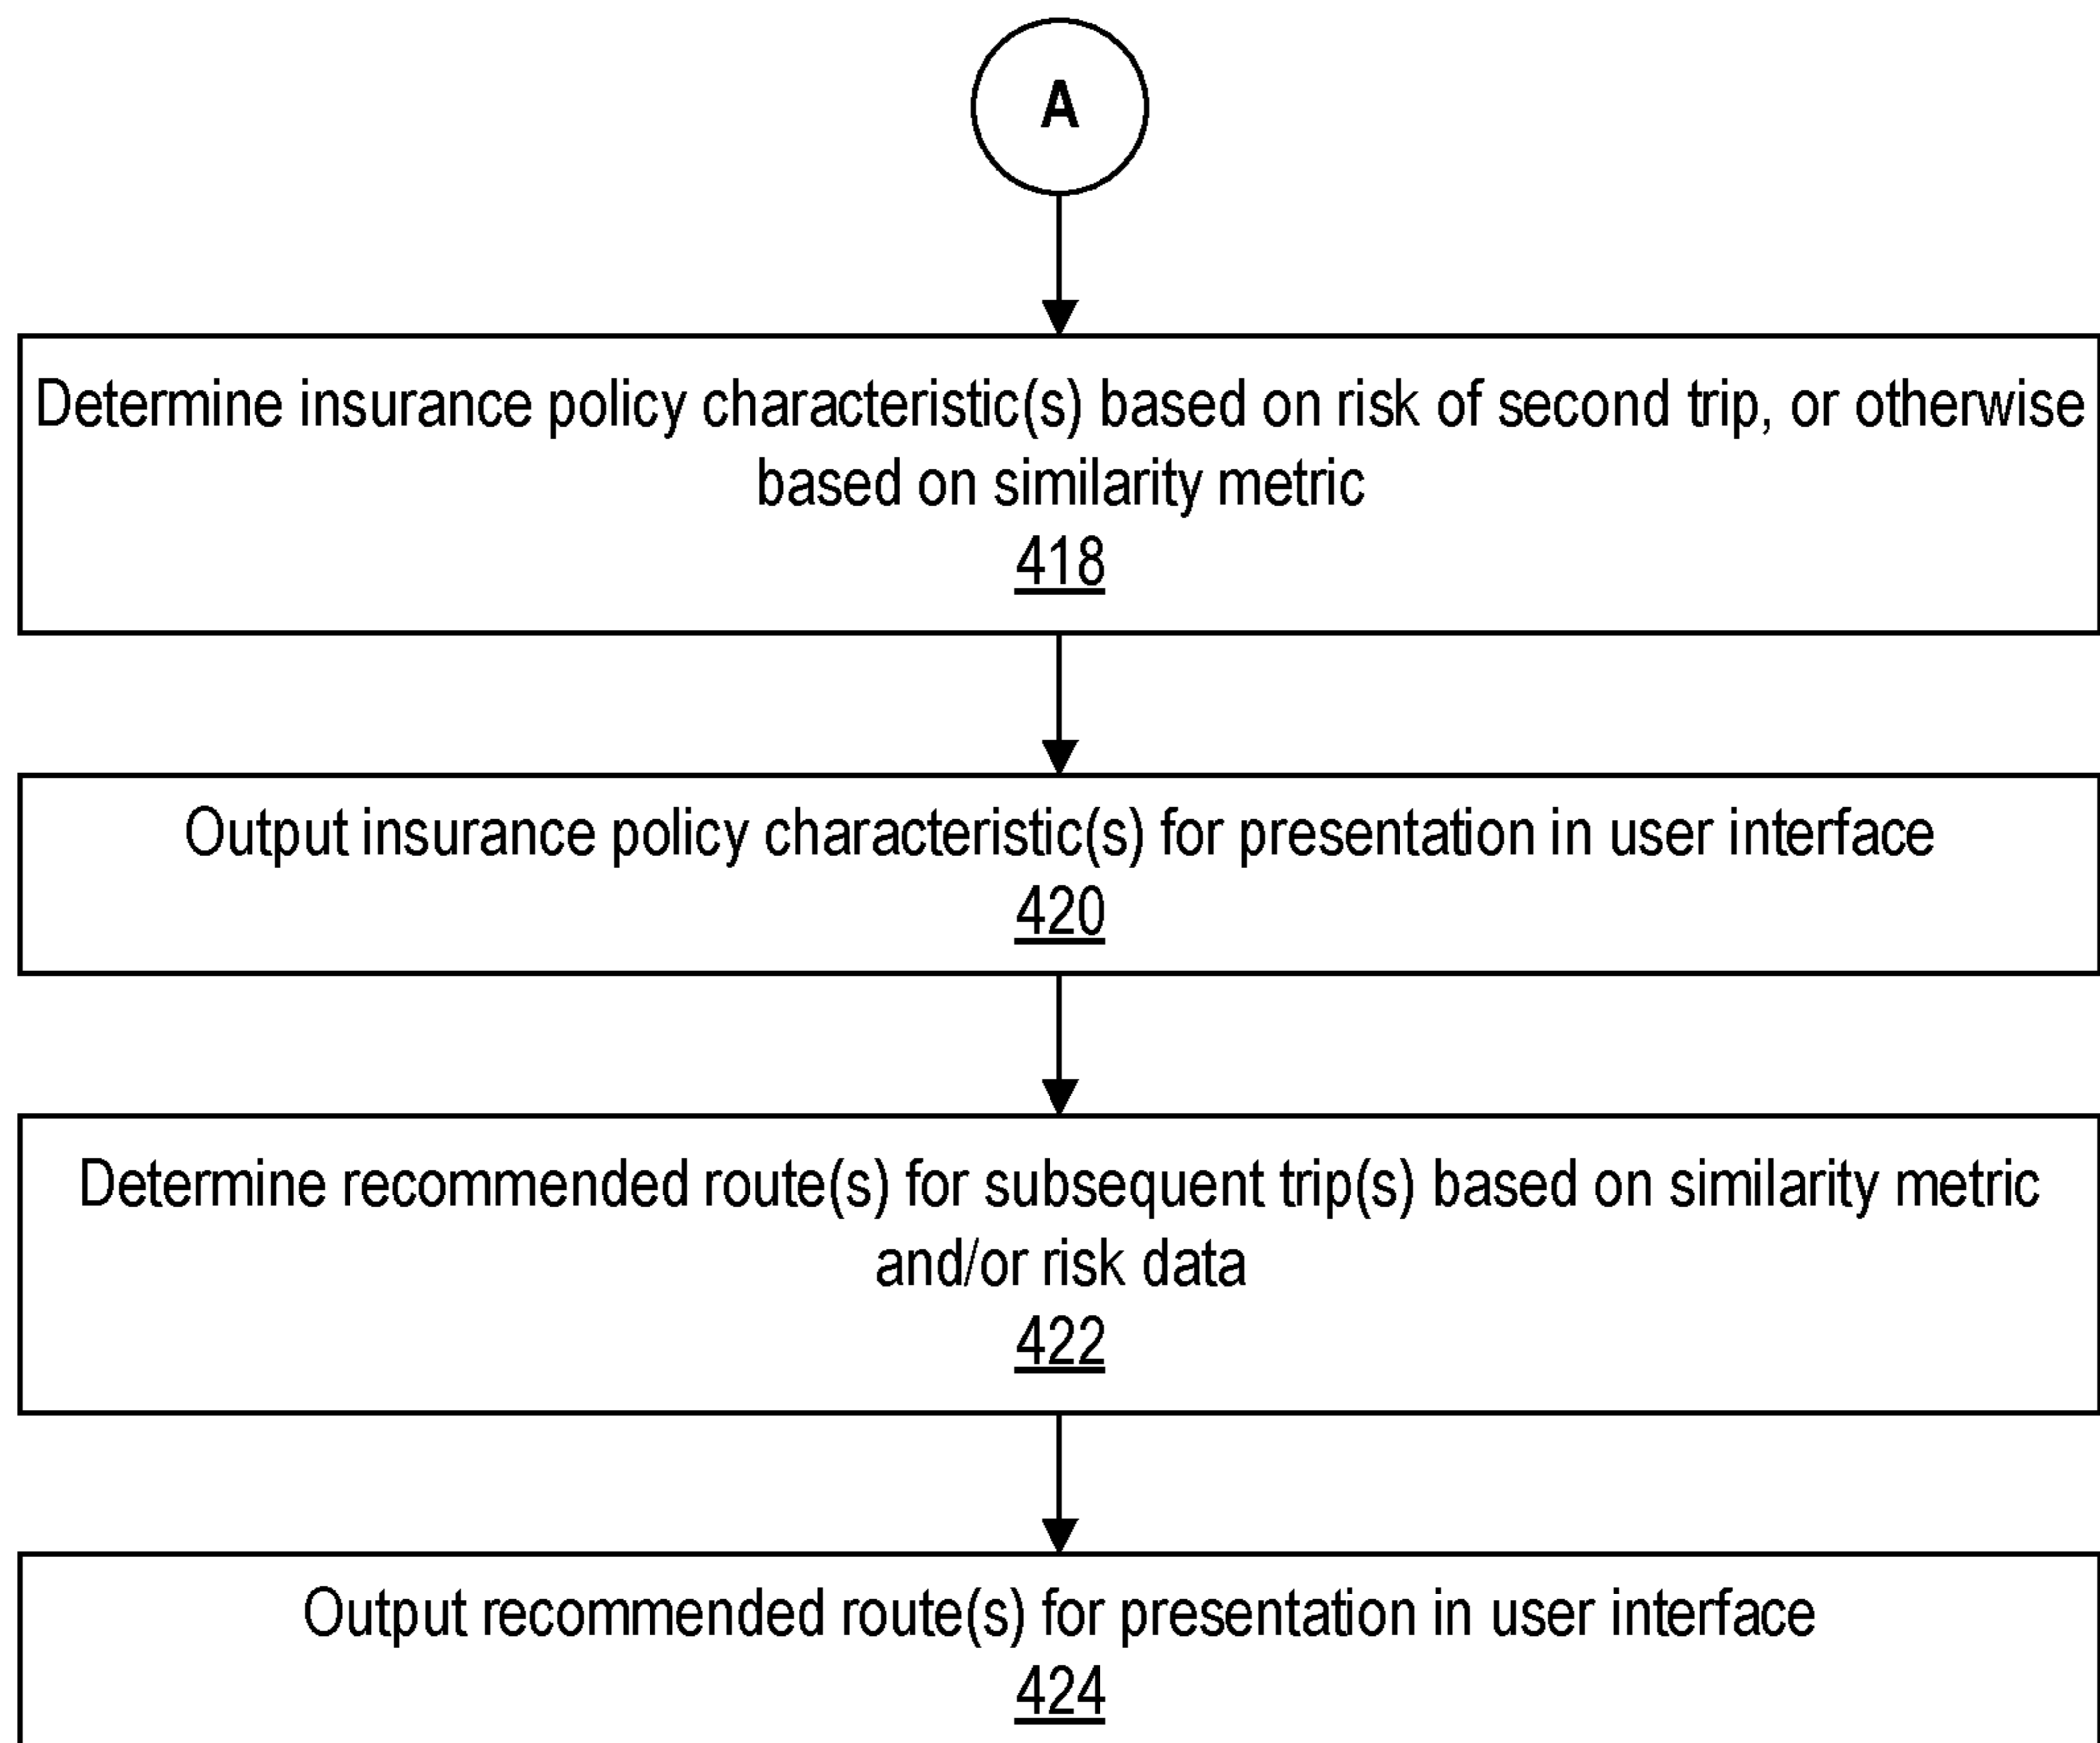 A
Determine insurance policy characteristic(s) based on risk of second trip, or otherwise
based on similarity metric
418
Output insurance policy characteristic(s) for presentation in user interface
420
Determine recommended route(s) for subsequent trip(s) based on similarity metric
and/or risk data
422
Output recommended route(s) for presentation in user interface
424